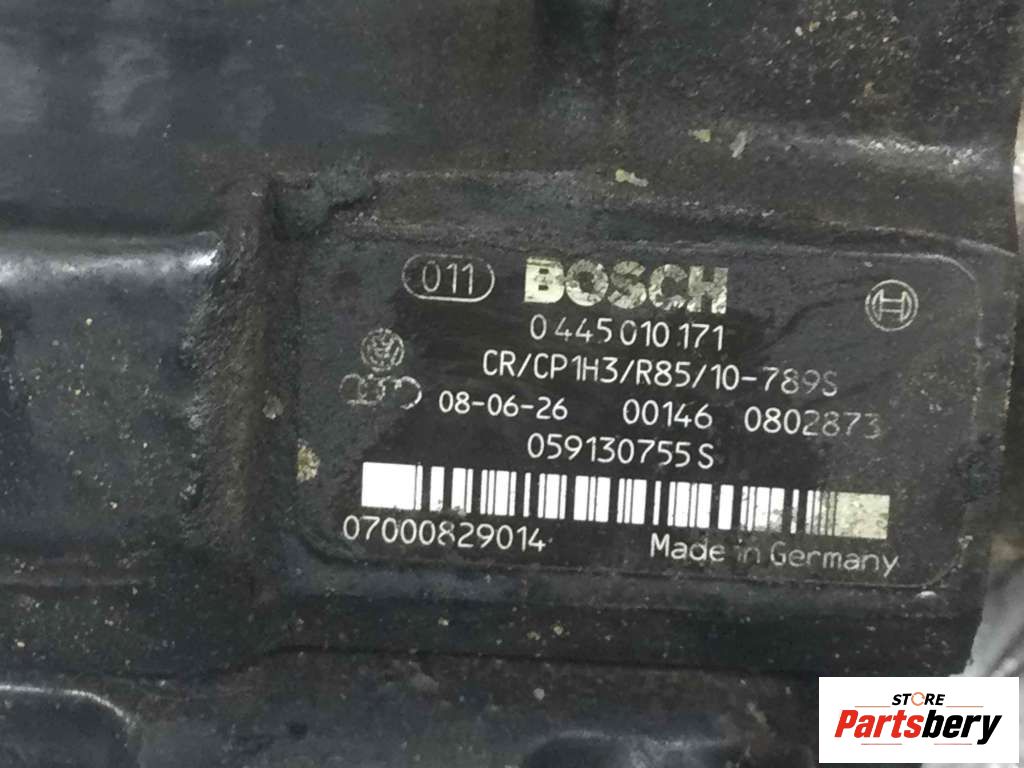 011 BOSCH
0 445 010 171
CR/CP1H3/R85/10-789S
08-06-26 00146 0802873
059130755S
07000829014 Made in Germany
STORE
Partsbery